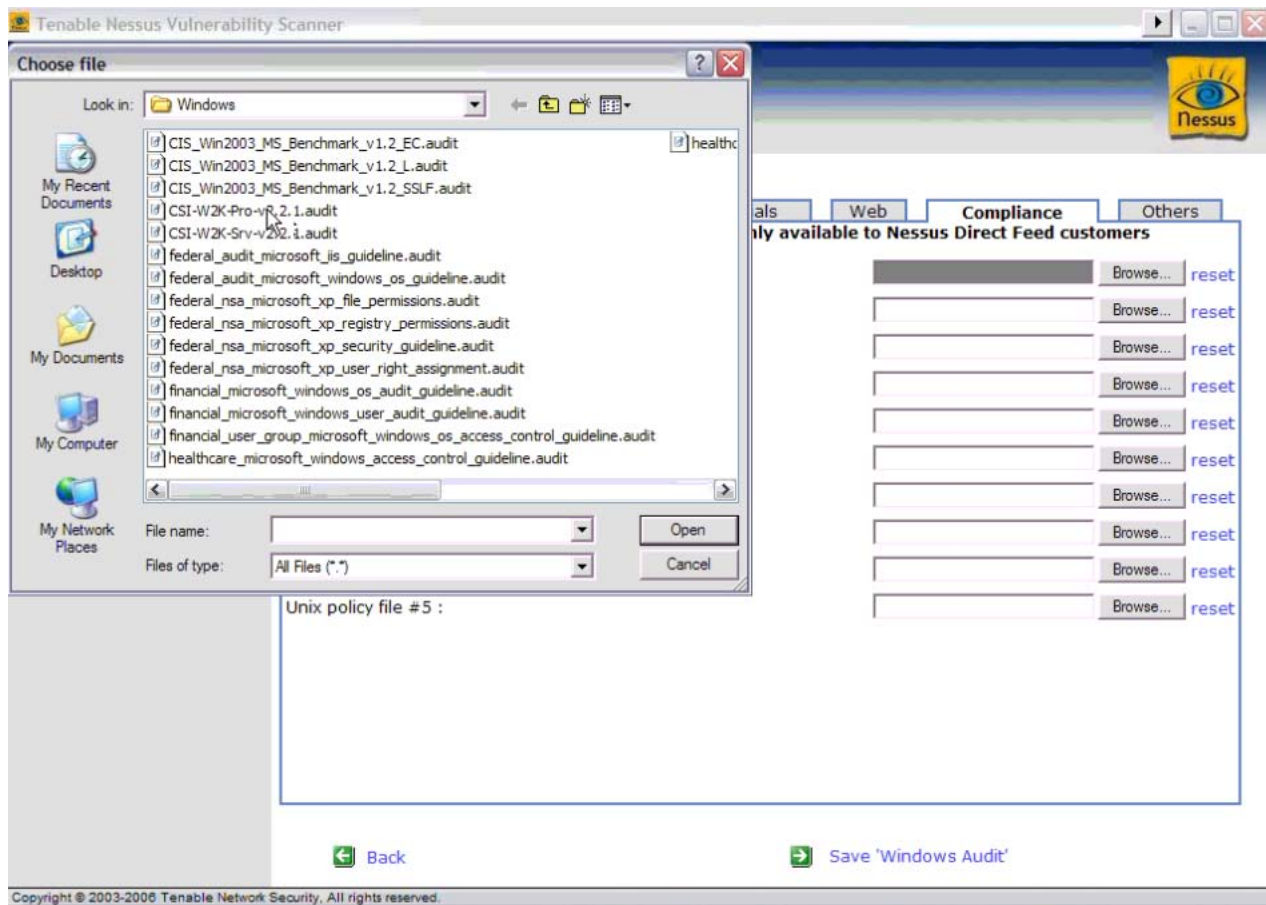 Tenable Nessus Vulnerability Scanner
Choose file
Look in: Windows
nessus
My Recent Documents
Desktop
My Documents
My Computer
My Network Places
CIS_Win2003_MS_Benchmark_v1.2_EC.audit
CIS_Win2003_MS_Benchmark_v1.2_L.audit
CIS_Win2003_MS_Benchmark_v1.2_SSLF.audit
CSI-W2K-Pro-v2.2.1.audit
CSI-W2K-Srv-v2.2.1.audit
federal_audit_microsoft_iis_guideline.audit
federal_audit_microsoft_windows_os_guideline.audit
federal_nsa_microsoft_xp_file_permissions.audit
federal_nsa_microsoft_xp_registry_permissions.audit
federal_nsa_microsoft_xp_security_guideline.audit
federal_nsa_microsoft_xp_user_right_assignment.audit
financial_microsoft_windows_os_audit_guideline.audit
financial_microsoft_windows_user_audit_guideline.audit
financial_user_group_microsoft_windows_os_access_control_guideline.audit
healthcare_microsoft_windows_access_control_guideline.audit
healthc
File name:
Open
Files of type: All Files (*.*)
Cancel
als Web Compliance Others
nly available to Nessus Direct Feed customers
Browse... reset
Browse... reset
Browse... reset
Browse... reset
Browse... reset
Browse... reset
Browse... reset
Browse... reset
Browse... reset
Unix policy file #5 : Browse... reset
Back
Save 'Windows Audit'
Copyright © 2003-2006 Tenable Network Security, All rights reserved.